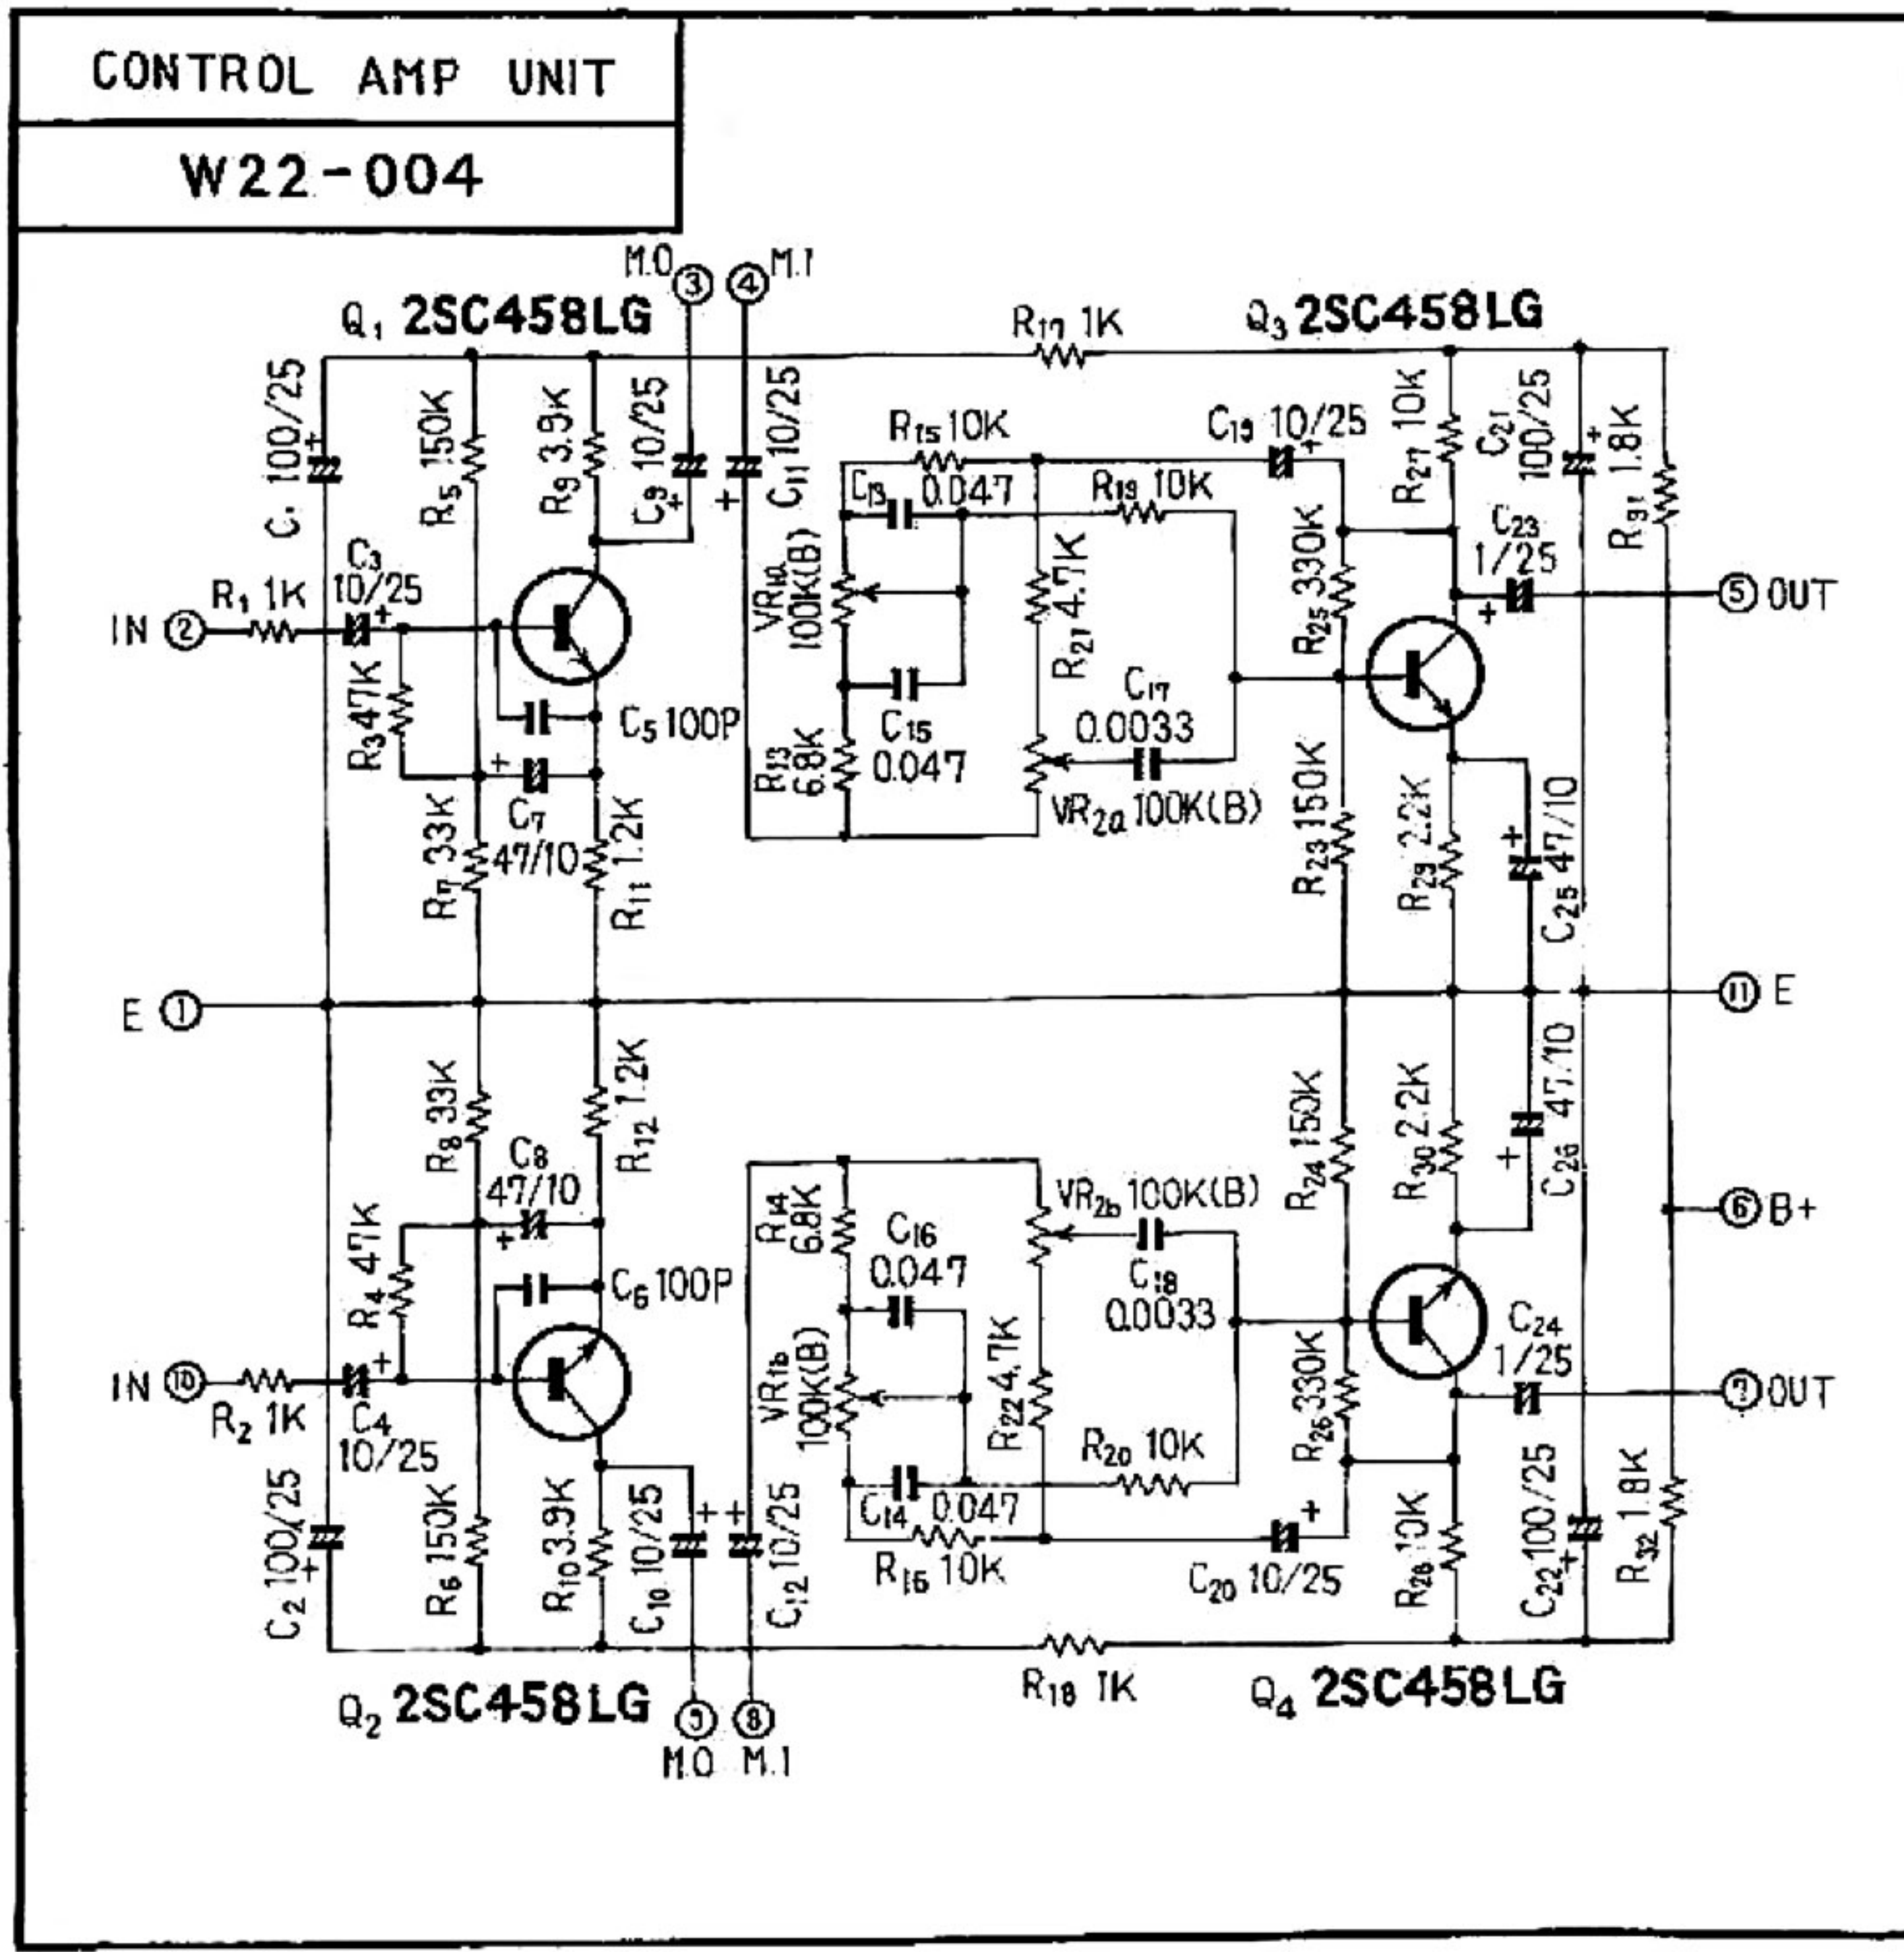 CONTROL AMP UNIT
W22-004
M.O ③ ④ M.I
Q1 2SC458LG
R17 1K
Q3 2SC458LG
C1 100/25
R5 150K
R9 3.9K
C9 10/25
C11 10/25
R15 10K
C13 0.047
R19 10K
C19 10/25
R27 10K
C21 100/25
R31 1.8K
IN ② R1 1K
C3 10/25
R3 47K
C5 100P
C7 47/10
R7 33K
R11 1.2K
VR1a 100K(B)
C15 0.047
R13 6.8K
R21 4.7K
C17 0.0033
VR2a 100K(B)
R25 330K
R23 150K
C23 1/25
⑤ OUT
R29 2.2K
C25 47/10
E ①
⑪ E
R8 33K
R12 1.2K
C8 47/10
R4 47K
C6 100P
IN ⑩
R2 1K
C4 10/25
C2 100/25
R6 150K
R10 3.9K
C10 10/25
C12 10/25
R14 6.8K
C16 0.047
VR1b 100K(B)
C14 0.047
R16 10K
VR2b 100K(B)
C18 0.0033
R22 4.7K
R20 10K
R24 150K
R26 330K
C20 10/25
R30 2.2K
C26 47/10
⑥ B+
C24 1/25
⑦ OUT
R28 10K
C22 100/25
R32 1.8K
R18 1K
Q2 2SC458LG
⑨ ⑧
M.O M.I
Q4 2SC458LG